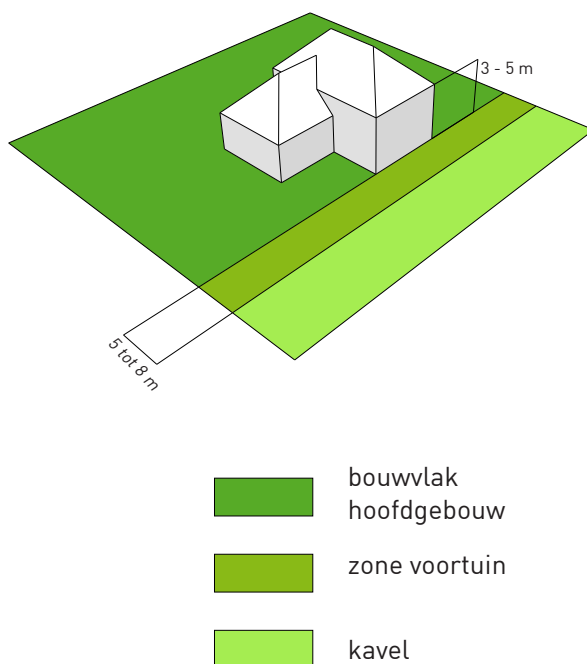 3 - 5 m
5 tot 8 m
bouwvlak
hoofdgebouw
zone voortuin
kavel